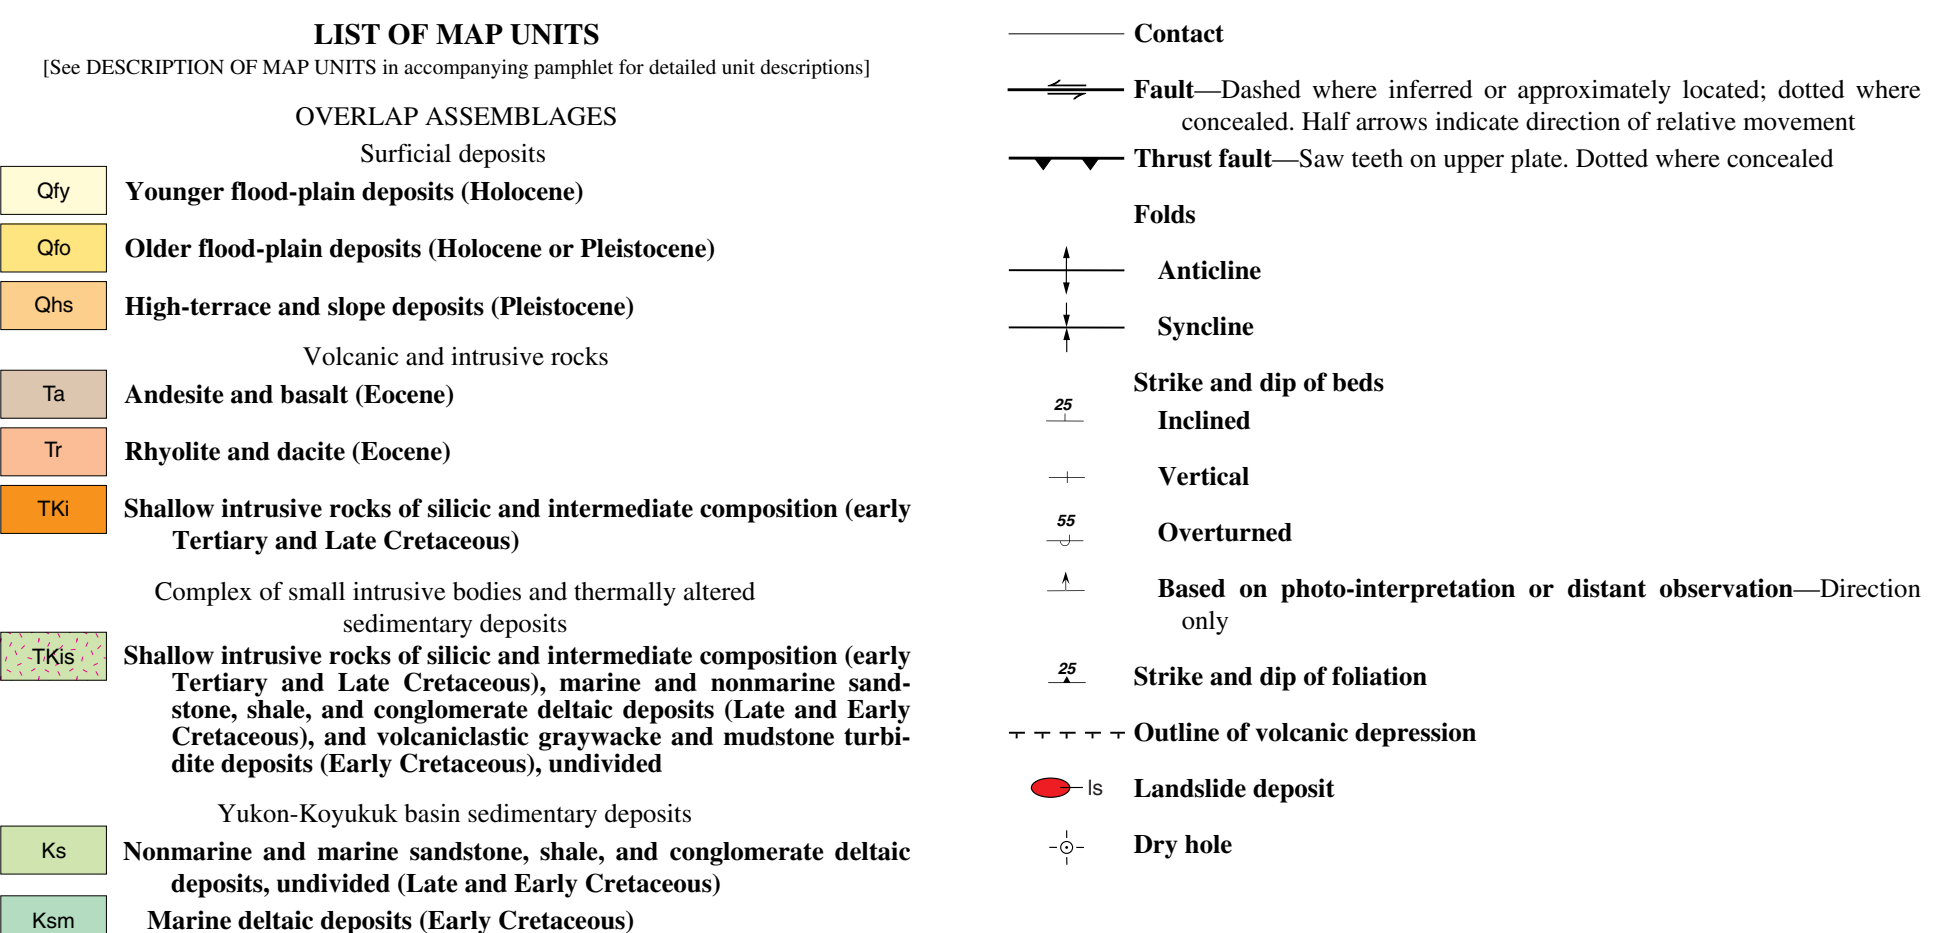 LIST OF MAP UNITS
[See DESCRIPTION OF MAP UNITS in accompanying pamphlet for detailed unit descriptions]
OVERLAP ASSEMBLAGES
Surficial deposits
Qfy Younger flood-plain deposits (Holocene)
Qfo Older flood-plain deposits (Holocene or Pleistocene)
Qhs High-terrace and slope deposits (Pleistocene)
Volcanic and intrusive rocks
Ta Andesite and basalt (Eocene)
Tr Rhyolite and dacite (Eocene)
TKi Shallow intrusive rocks of silicic and intermediate composition (early
Tertiary and Late Cretaceous)
Complex of small intrusive bodies and thermally altered
sedimentary deposits
TKis Shallow intrusive rocks of silicic and intermediate composition (early
Tertiary and Late Cretaceous), marine and nonmarine sand-
stone, shale, and conglomerate deltaic deposits (Late and Early
Cretaceous), and volcaniclastic graywacke and mudstone turbi-
dite deposits (Early Cretaceous), undivided
Yukon-Koyukuk basin sedimentary deposits
Ks Nonmarine and marine sandstone, shale, and conglomerate deltaic
deposits, undivided (Late and Early Cretaceous)
Ksm Marine deltaic deposits (Early Cretaceous)
Contact
Fault—Dashed where inferred or approximately located; dotted where
concealed. Half arrows indicate direction of relative movement
Thrust fault—Saw teeth on upper plate. Dotted where concealed
Folds
Anticline
Syncline
Strike and dip of beds
25 Inclined
Vertical
55 Overturned
Based on photo-interpretation or distant observation—Direction
only
25 Strike and dip of foliation
Outline of volcanic depression
ls Landslide deposit
Dry hole